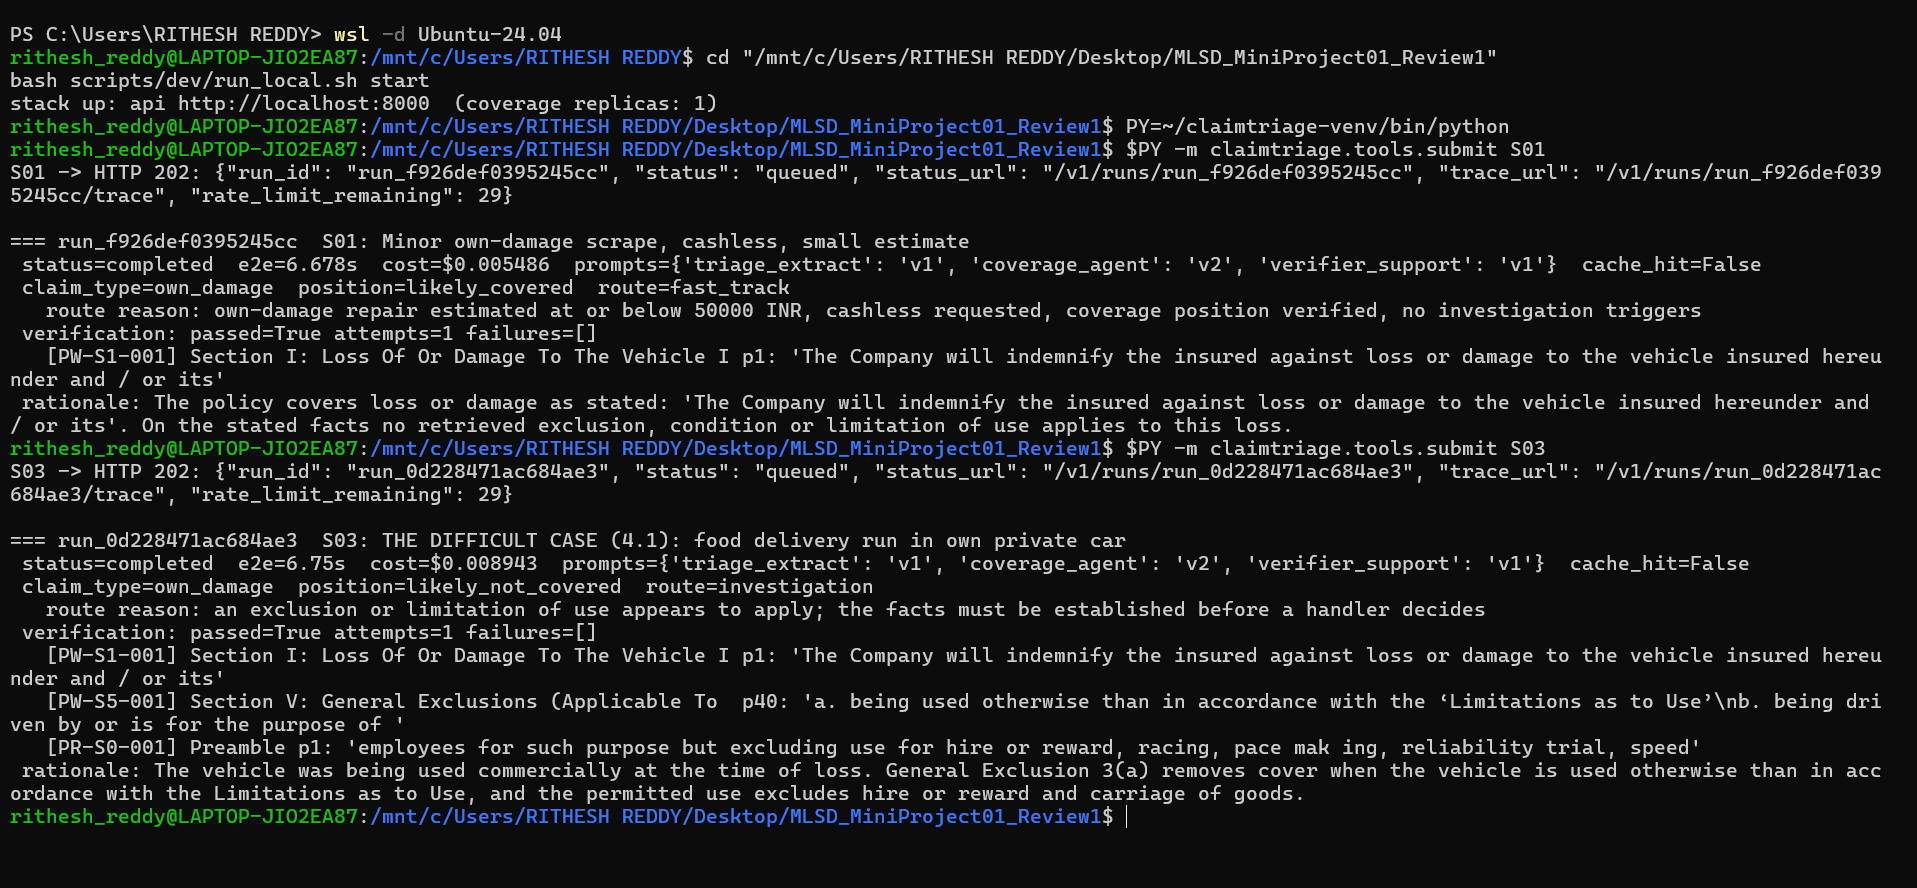 PS C:\Users\RITHESH REDDY> wsl -d Ubuntu-24.04
rithesh_reddy@LAPTOP-JIO2EA87:/mnt/c/Users/RITHESH REDDY$ cd "/mnt/c/Users/RITHESH REDDY/Desktop/MLSD_MiniProject01_Review1"
bash scripts/dev/run_local.sh start
stack up: api http://localhost:8000  (coverage replicas: 1)
rithesh_reddy@LAPTOP-JIO2EA87:/mnt/c/Users/RITHESH REDDY/Desktop/MLSD_MiniProject01_Review1$ PY=~/claimtriage-venv/bin/python
rithesh_reddy@LAPTOP-JIO2EA87:/mnt/c/Users/RITHESH REDDY/Desktop/MLSD_MiniProject01_Review1$ $PY -m claimtriage.tools.submit S01
S01 -> HTTP 202: {"run_id": "run_f926def0395245cc", "status": "queued", "status_url": "/v1/runs/run_f926def0395245cc", "trace_url": "/v1/runs/run_f926def039
5245cc/trace", "rate_limit_remaining": 29}

=== run_f926def0395245cc  S01: Minor own-damage scrape, cashless, small estimate
 status=completed  e2e=6.678s  cost=$0.005486  prompts={'triage_extract': 'v1', 'coverage_agent': 'v2', 'verifier_support': 'v1'}  cache_hit=False
 claim_type=own_damage  position=likely_covered  route=fast_track
   route reason: own-damage repair estimated at or below 50000 INR, cashless requested, coverage position verified, no investigation triggers
 verification: passed=True attempts=1 failures=[]
   [PW-S1-001] Section I: Loss Of Or Damage To The Vehicle I p1: 'The Company will indemnify the insured against loss or damage to the vehicle insured hereu
nder and / or its'
 rationale: The policy covers loss or damage as stated: 'The Company will indemnify the insured against loss or damage to the vehicle insured hereunder and
/ or its'. On the stated facts no retrieved exclusion, condition or limitation of use applies to this loss.
rithesh_reddy@LAPTOP-JIO2EA87:/mnt/c/Users/RITHESH REDDY/Desktop/MLSD_MiniProject01_Review1$ $PY -m claimtriage.tools.submit S03
S03 -> HTTP 202: {"run_id": "run_0d228471ac684ae3", "status": "queued", "status_url": "/v1/runs/run_0d228471ac684ae3", "trace_url": "/v1/runs/run_0d228471ac
684ae3/trace", "rate_limit_remaining": 29}

=== run_0d228471ac684ae3  S03: THE DIFFICULT CASE (4.1): food delivery run in own private car
 status=completed  e2e=6.75s  cost=$0.008943  prompts={'triage_extract': 'v1', 'coverage_agent': 'v2', 'verifier_support': 'v1'}  cache_hit=False
 claim_type=own_damage  position=likely_not_covered  route=investigation
   route reason: an exclusion or limitation of use appears to apply; the facts must be established before a handler decides
 verification: passed=True attempts=1 failures=[]
   [PW-S1-001] Section I: Loss Of Or Damage To The Vehicle I p1: 'The Company will indemnify the insured against loss or damage to the vehicle insured hereu
nder and / or its'
   [PW-S5-001] Section V: General Exclusions (Applicable To  p40: 'a. being used otherwise than in accordance with the ‘Limitations as to Use’\nb. being dri
ven by or is for the purpose of '
   [PR-S0-001] Preamble p1: 'employees for such purpose but excluding use for hire or reward, racing, pace mak ing, reliability trial, speed'
 rationale: The vehicle was being used commercially at the time of loss. General Exclusion 3(a) removes cover when the vehicle is used otherwise than in acc
ordance with the Limitations as to Use, and the permitted use excludes hire or reward and carriage of goods.
rithesh_reddy@LAPTOP-JIO2EA87:/mnt/c/Users/RITHESH REDDY/Desktop/MLSD_MiniProject01_Review1$